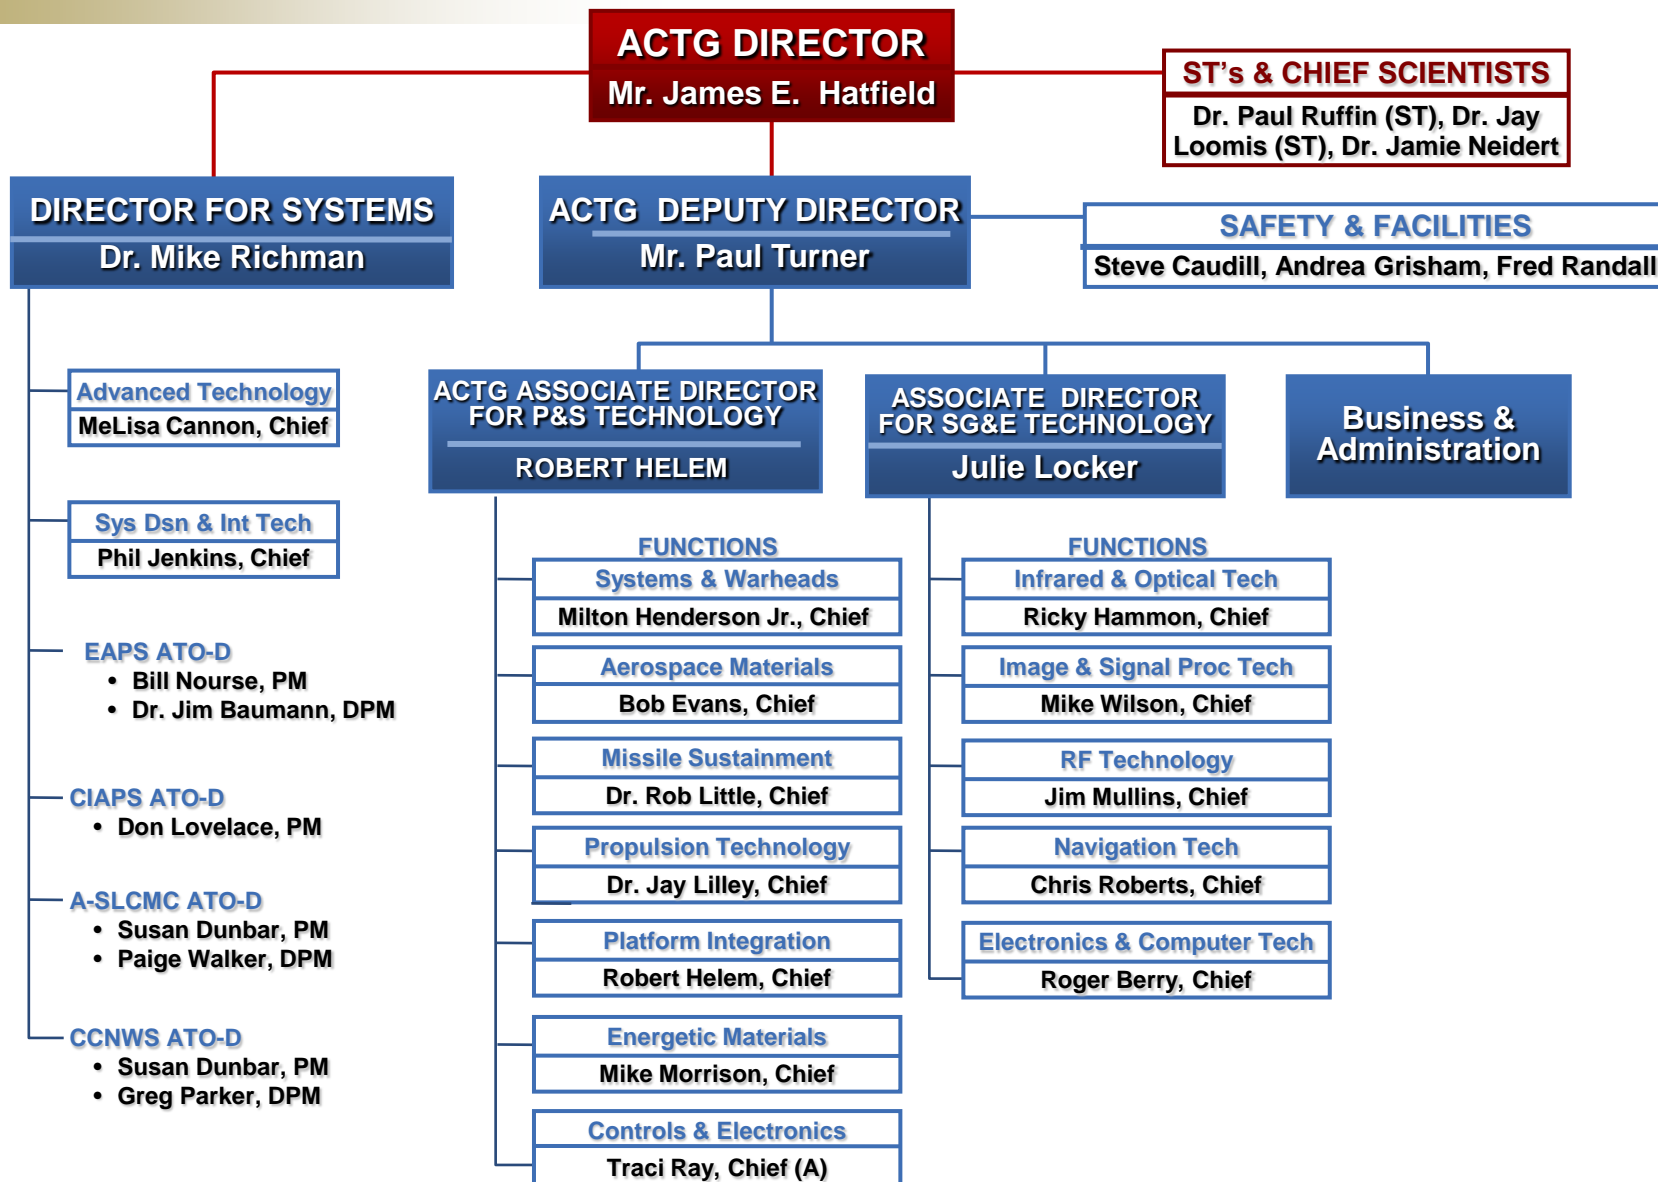 ACTG DIRECTOR
Mr. James E. Hatfield
ST's & CHIEF SCIENTISTS
Dr. Paul Ruffin (ST), Dr. Jay
Loomis (ST), Dr. Jamie Neidert
DIRECTOR FOR SYSTEMS
Dr. Mike Richman
ACTG DEPUTY DIRECTOR
Mr. Paul Turner
SAFETY & FACILITIES
Steve Caudill, Andrea Grisham, Fred Randall
Advanced Technology
MeLisa Cannon, Chief
Sys Dsn & Int Tech
Phil Jenkins, Chief
EAPS ATO-D
• Bill Nourse, PM
• Dr. Jim Baumann, DPM
CIAPS ATO-D
• Don Lovelace, PM
A-SLCMC ATO-D
• Susan Dunbar, PM
• Paige Walker, DPM
CCNWS ATO-D
• Susan Dunbar, PM
• Greg Parker, DPM
ACTG ASSOCIATE DIRECTOR
FOR P&S TECHNOLOGY
ROBERT HELEM
FUNCTIONS
Systems & Warheads
Milton Henderson Jr., Chief
Aerospace Materials
Bob Evans, Chief
Missile Sustainment
Dr. Rob Little, Chief
Propulsion Technology
Dr. Jay Lilley, Chief
Platform Integration
Robert Helem, Chief
Energetic Materials
Mike Morrison, Chief
Controls & Electronics
Traci Ray, Chief (A)
ASSOCIATE DIRECTOR
FOR SG&E TECHNOLOGY
Julie Locker
FUNCTIONS
Infrared & Optical Tech
Ricky Hammon, Chief
Image & Signal Proc Tech
Mike Wilson, Chief
RF Technology
Jim Mullins, Chief
Navigation Tech
Chris Roberts, Chief
Electronics & Computer Tech
Roger Berry, Chief
Business &
Administration